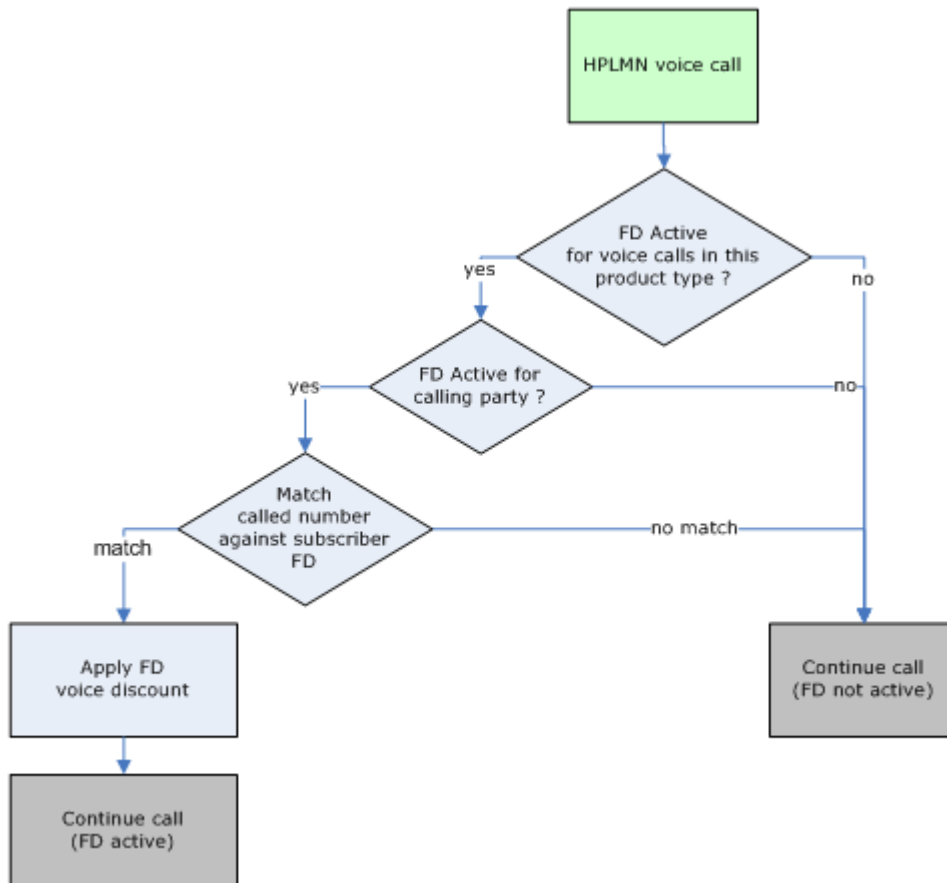 HPLMN voice call
FD Active
for voice calls in this
product type ?
yes
no
FD Active for
calling party ?
yes
no
Match
called number
against subscriber
FD
match
no match
Apply FD
voice discount
Continue call
(FD not active)
Continue call
(FD active)